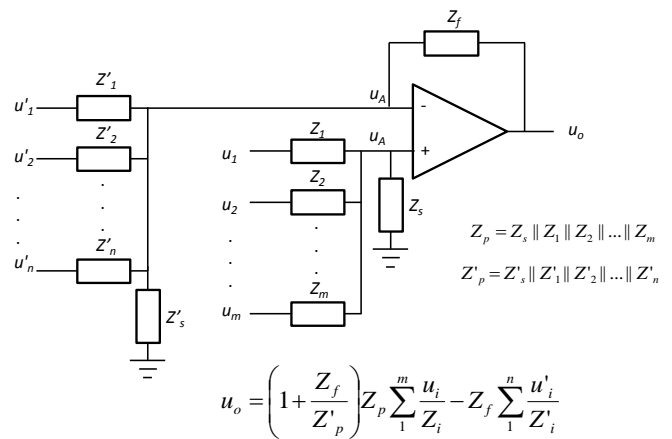 Z_f
Z'_1
u'_1
u_A
-
Z'_2
u'_2
u_A
Z_1
u_1
+
u_o
Z_2
u_2
Z_s
Z'_n
u'_n
Z_m
u_m
Z'_s
Z_p = Z_s || Z_1 || Z_2 || ... || Z_m
Z'_p = Z'_s || Z'_1 || Z'_2 || ... || Z'_n
u_o = (1 + Z_f / Z'_p) Z_p ∑_1^m u_i / Z_i − Z_f ∑_1^n u'_i / Z'_i